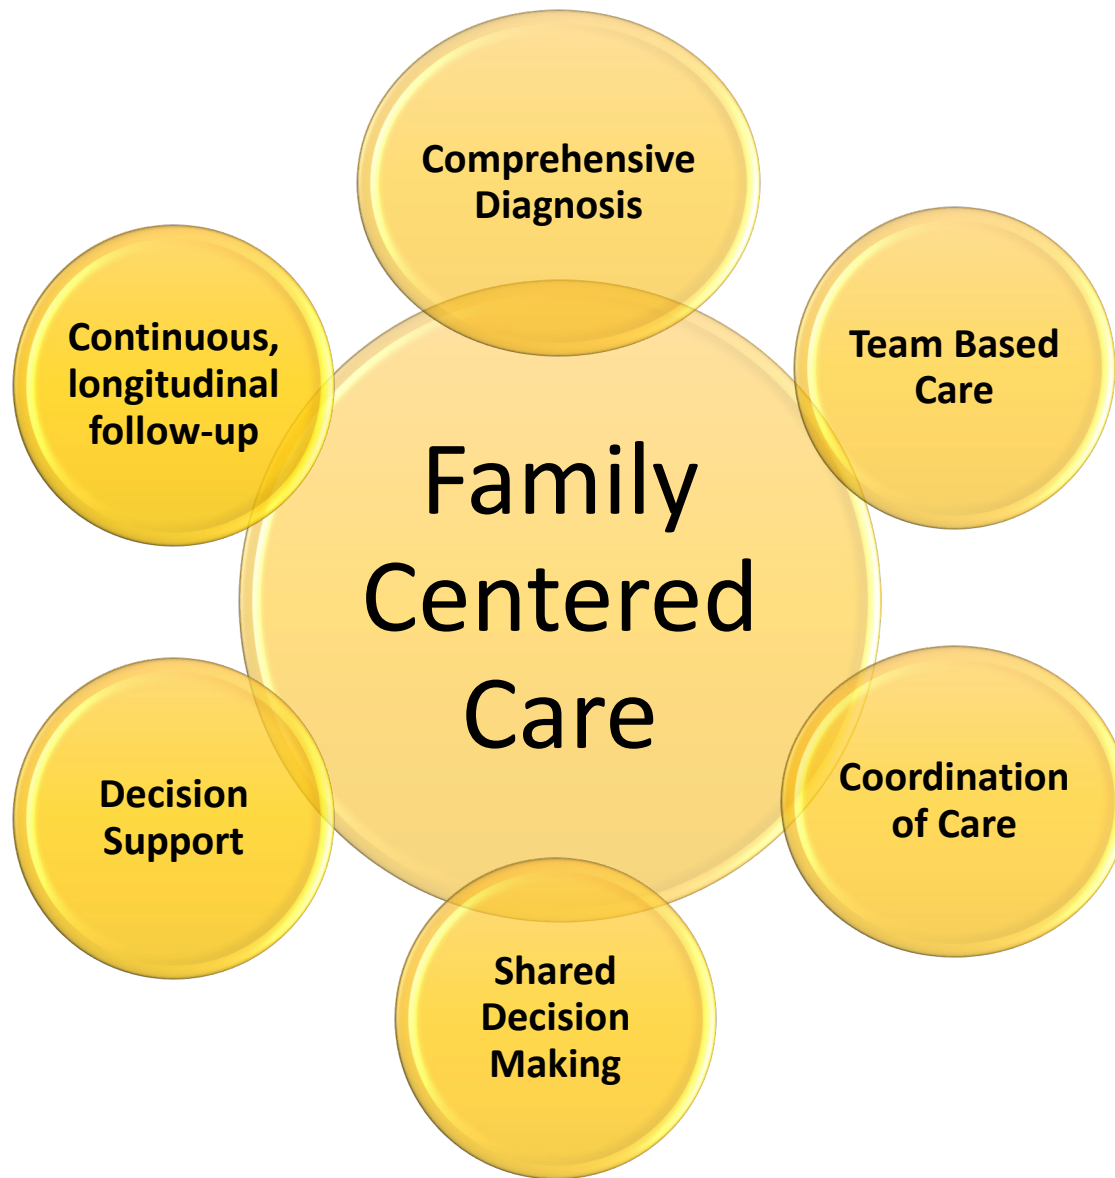 Comprehensive
Diagnosis
Team Based
Care
Coordination
of Care
Shared
Decision
Making
Decision
Support
Continuous,
longitudinal
follow-up
Family
Centered
Care